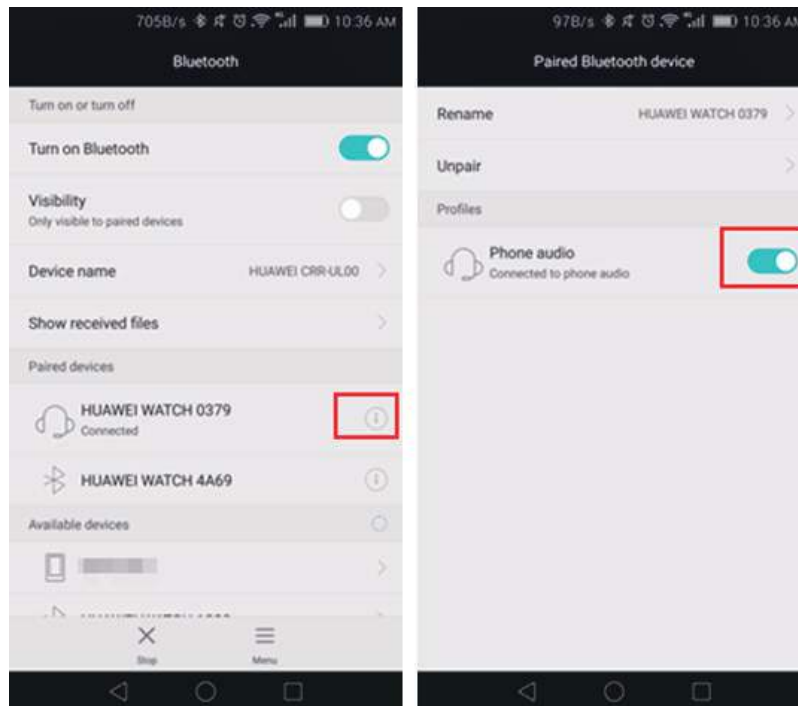 705B/s 4G 10:36 AM
Bluetooth
Turn on or turn off
Turn on Bluetooth
Visibility
Only visible to paired devices
Device name HUAWEI CRR-UL00
Show received files
Paired devices
HUAWEI WATCH 0379
Connected
HUAWEI WATCH 4A69
Available devices
Stop Menu
97B/s 4G 10:36 AM
Paired Bluetooth device
Rename HUAWEI WATCH 0379
Unpair
Profiles
Phone audio
Connected to phone audio